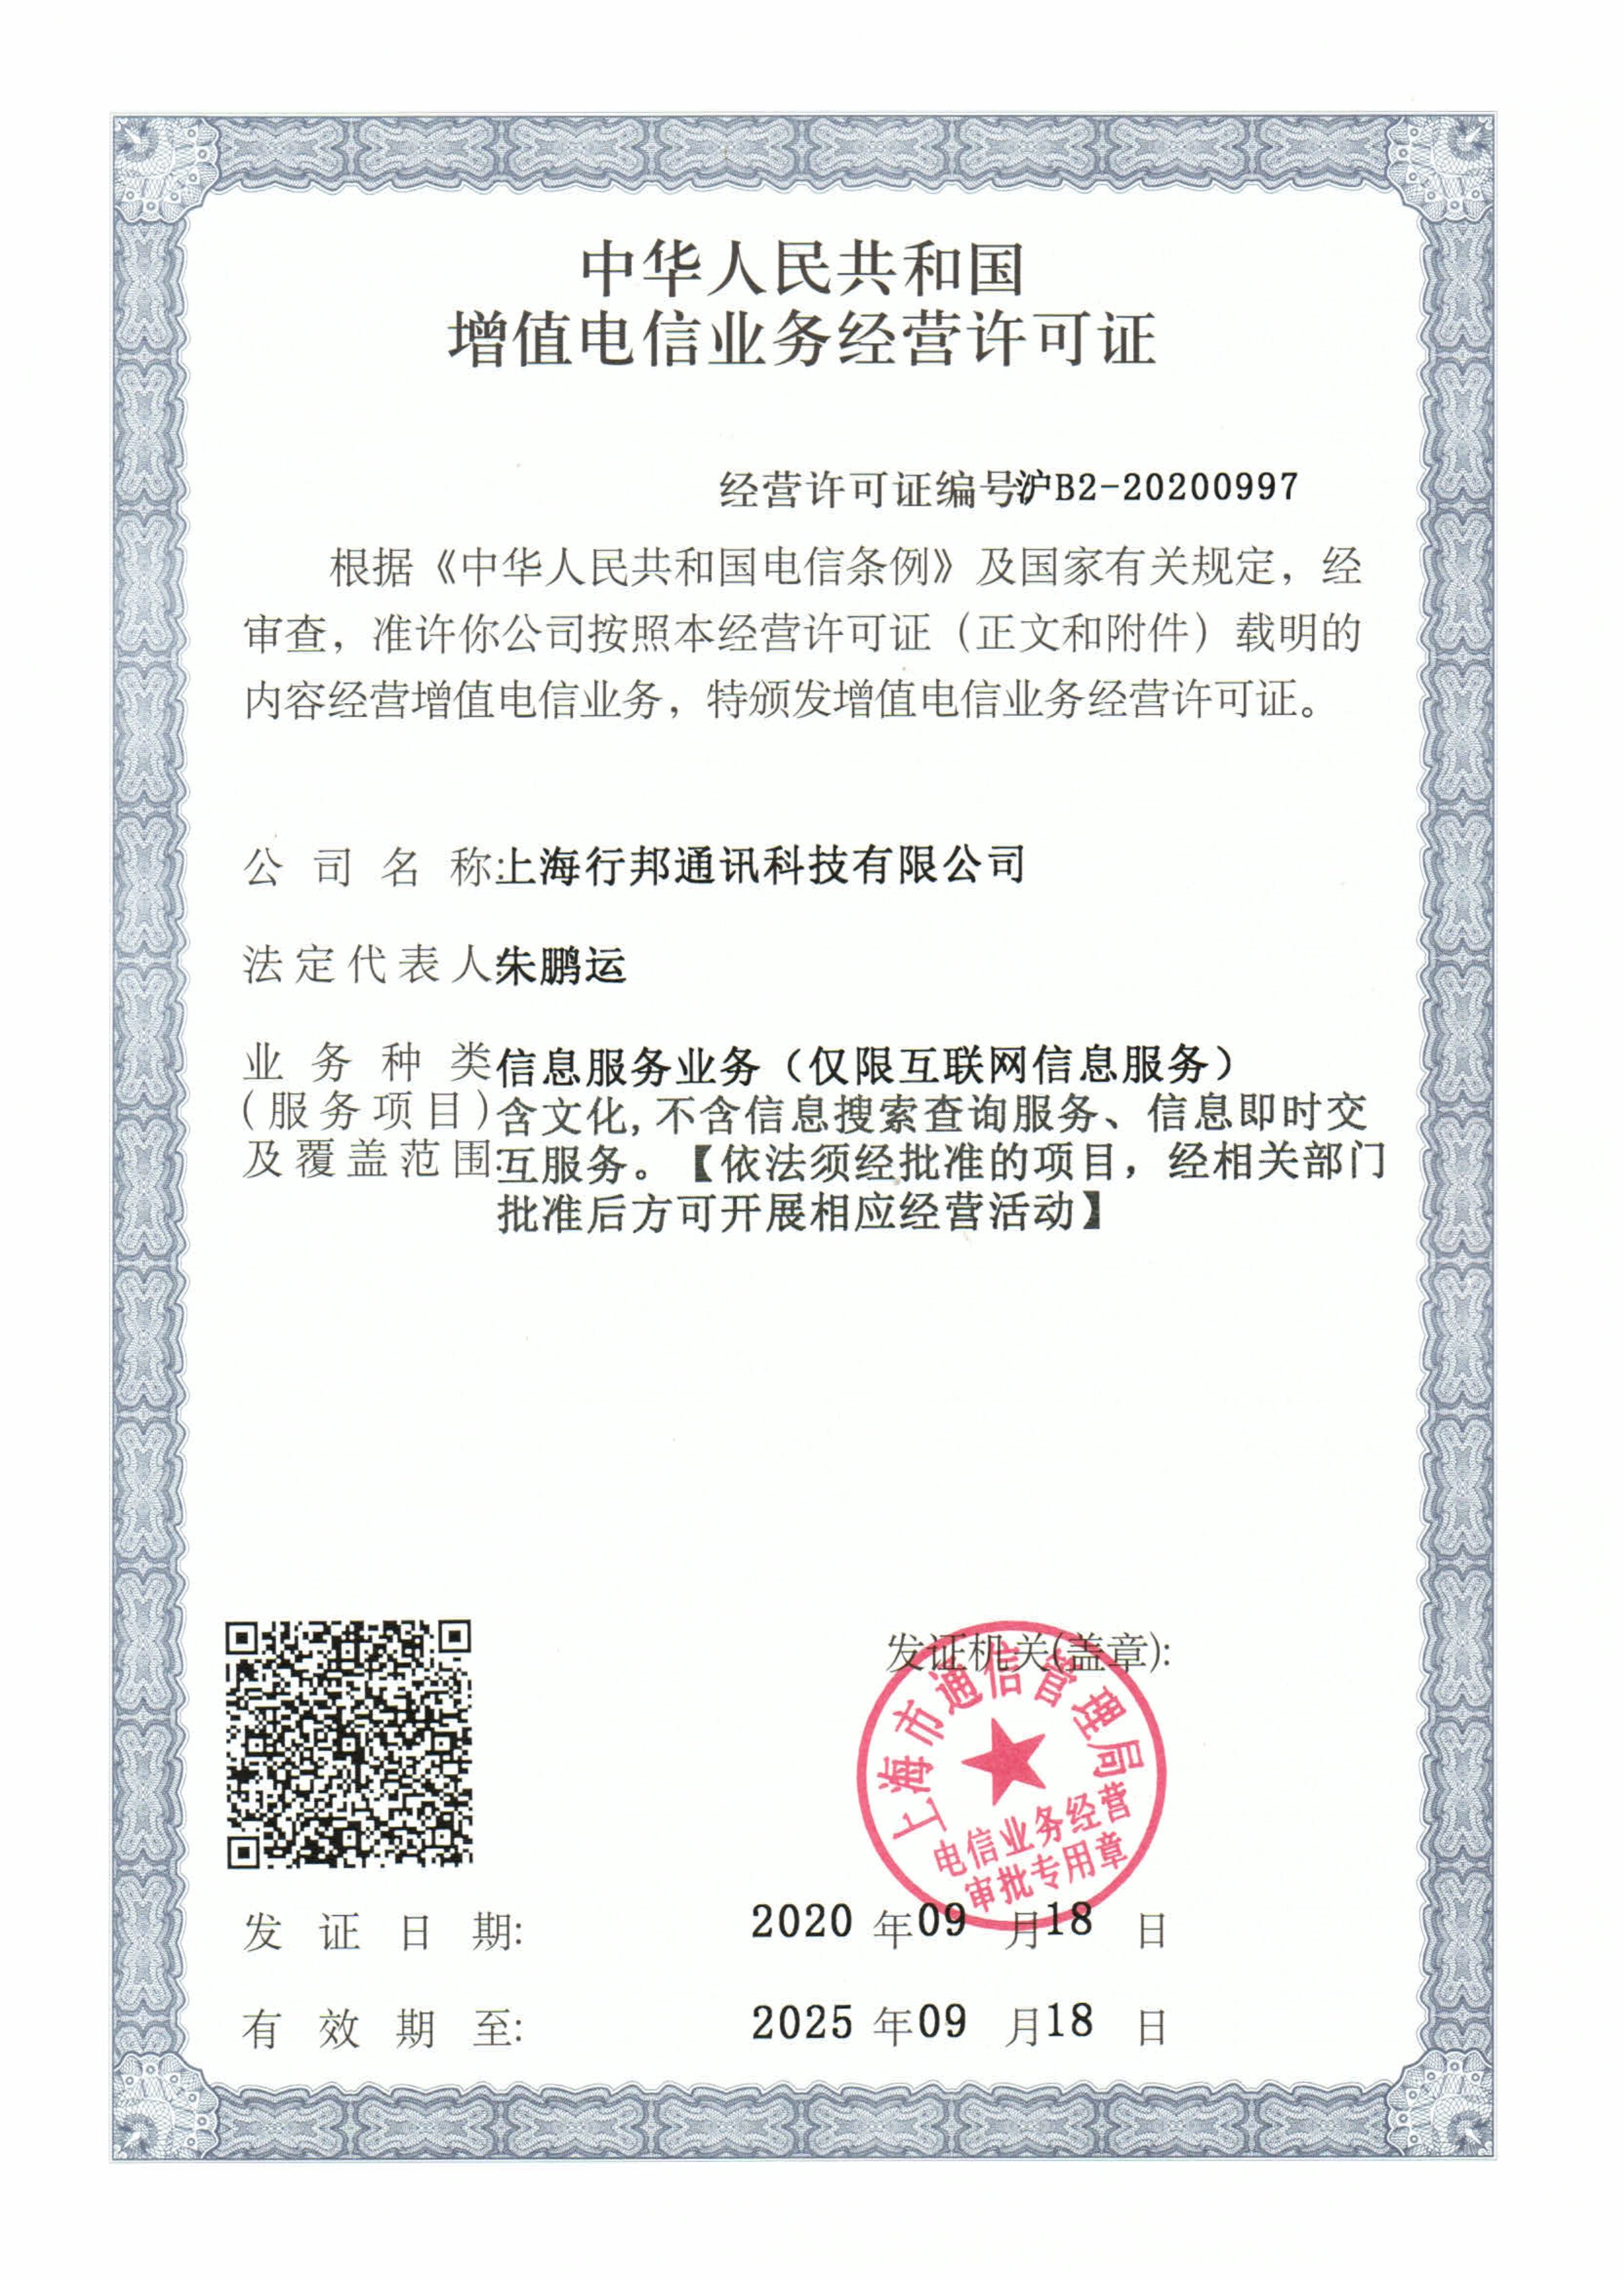 中华人民共和国
增值电信业务经营许可证
经营许可证编号沪B2-20200997
根据《中华人民共和国电信条例》及国家有关规定，经
审查，准许你公司按照本经营许可证（正文和附件）载明的
内容经营增值电信业务，特颁发增值电信业务经营许可证。
公司名称:上海行邦通讯科技有限公司
法定代表人朱鹏运
业务种类信息服务业务（仅限互联网信息服务）
(服务项目)含文化,不含信息搜索查询服务、信息即时交
及覆盖范围:互服务。【依法须经批准的项目，经相关部门
批准后方可开展相应经营活动】
发证机关(盖章):
上海市通信管理局
电信业务经营
审批专用章
发证日期: 2020年09月18日
有效期至: 2025年09月18日